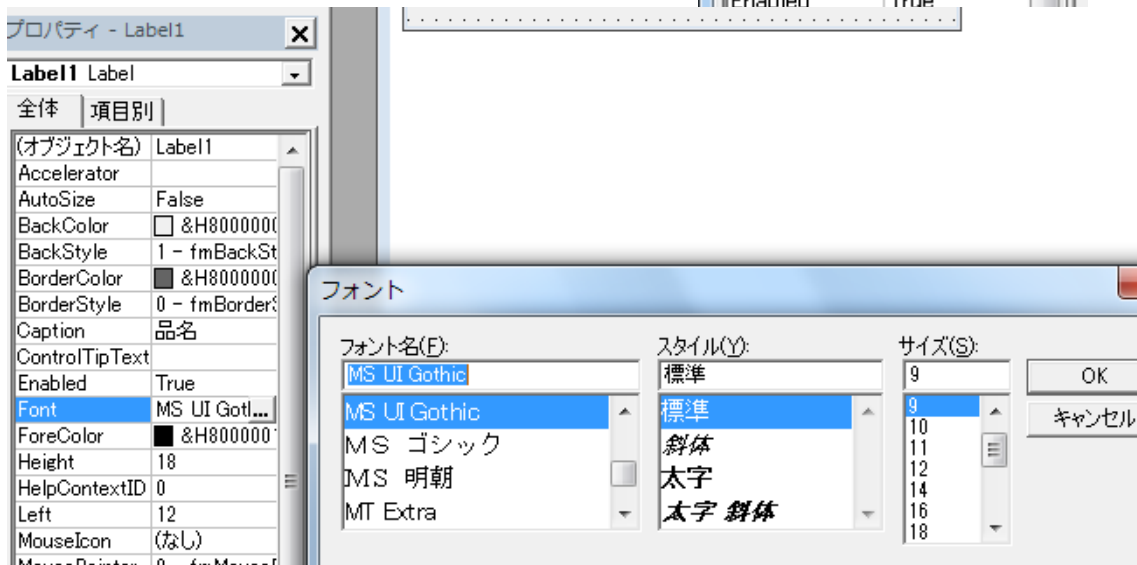 プロパティ - Label1
Enabled True
Label1 Label
全体 項目別
(オブジェクト名) Label1
Accelerator
AutoSize False
BackColor &H8000000
BackStyle 1 - fmBackSt
BorderColor &H8000000
BorderStyle 0 - fmBorderS
Caption 品名
ControlTipText
Enabled True
Font MS UI Gotl...
ForeColor &H800000
Height 18
HelpContextID 0
Left 12
MouseIcon (なし)
フォント
フォント名(F): スタイル(Y): サイズ(S):
MS UI Gothic 標準 9 OK
キャンセル
MS UI Gothic 標準 9
10
MS ゴシック 斜体 11
12
MS 明朝 太字 14
16
MT Extra 太字 斜体 18